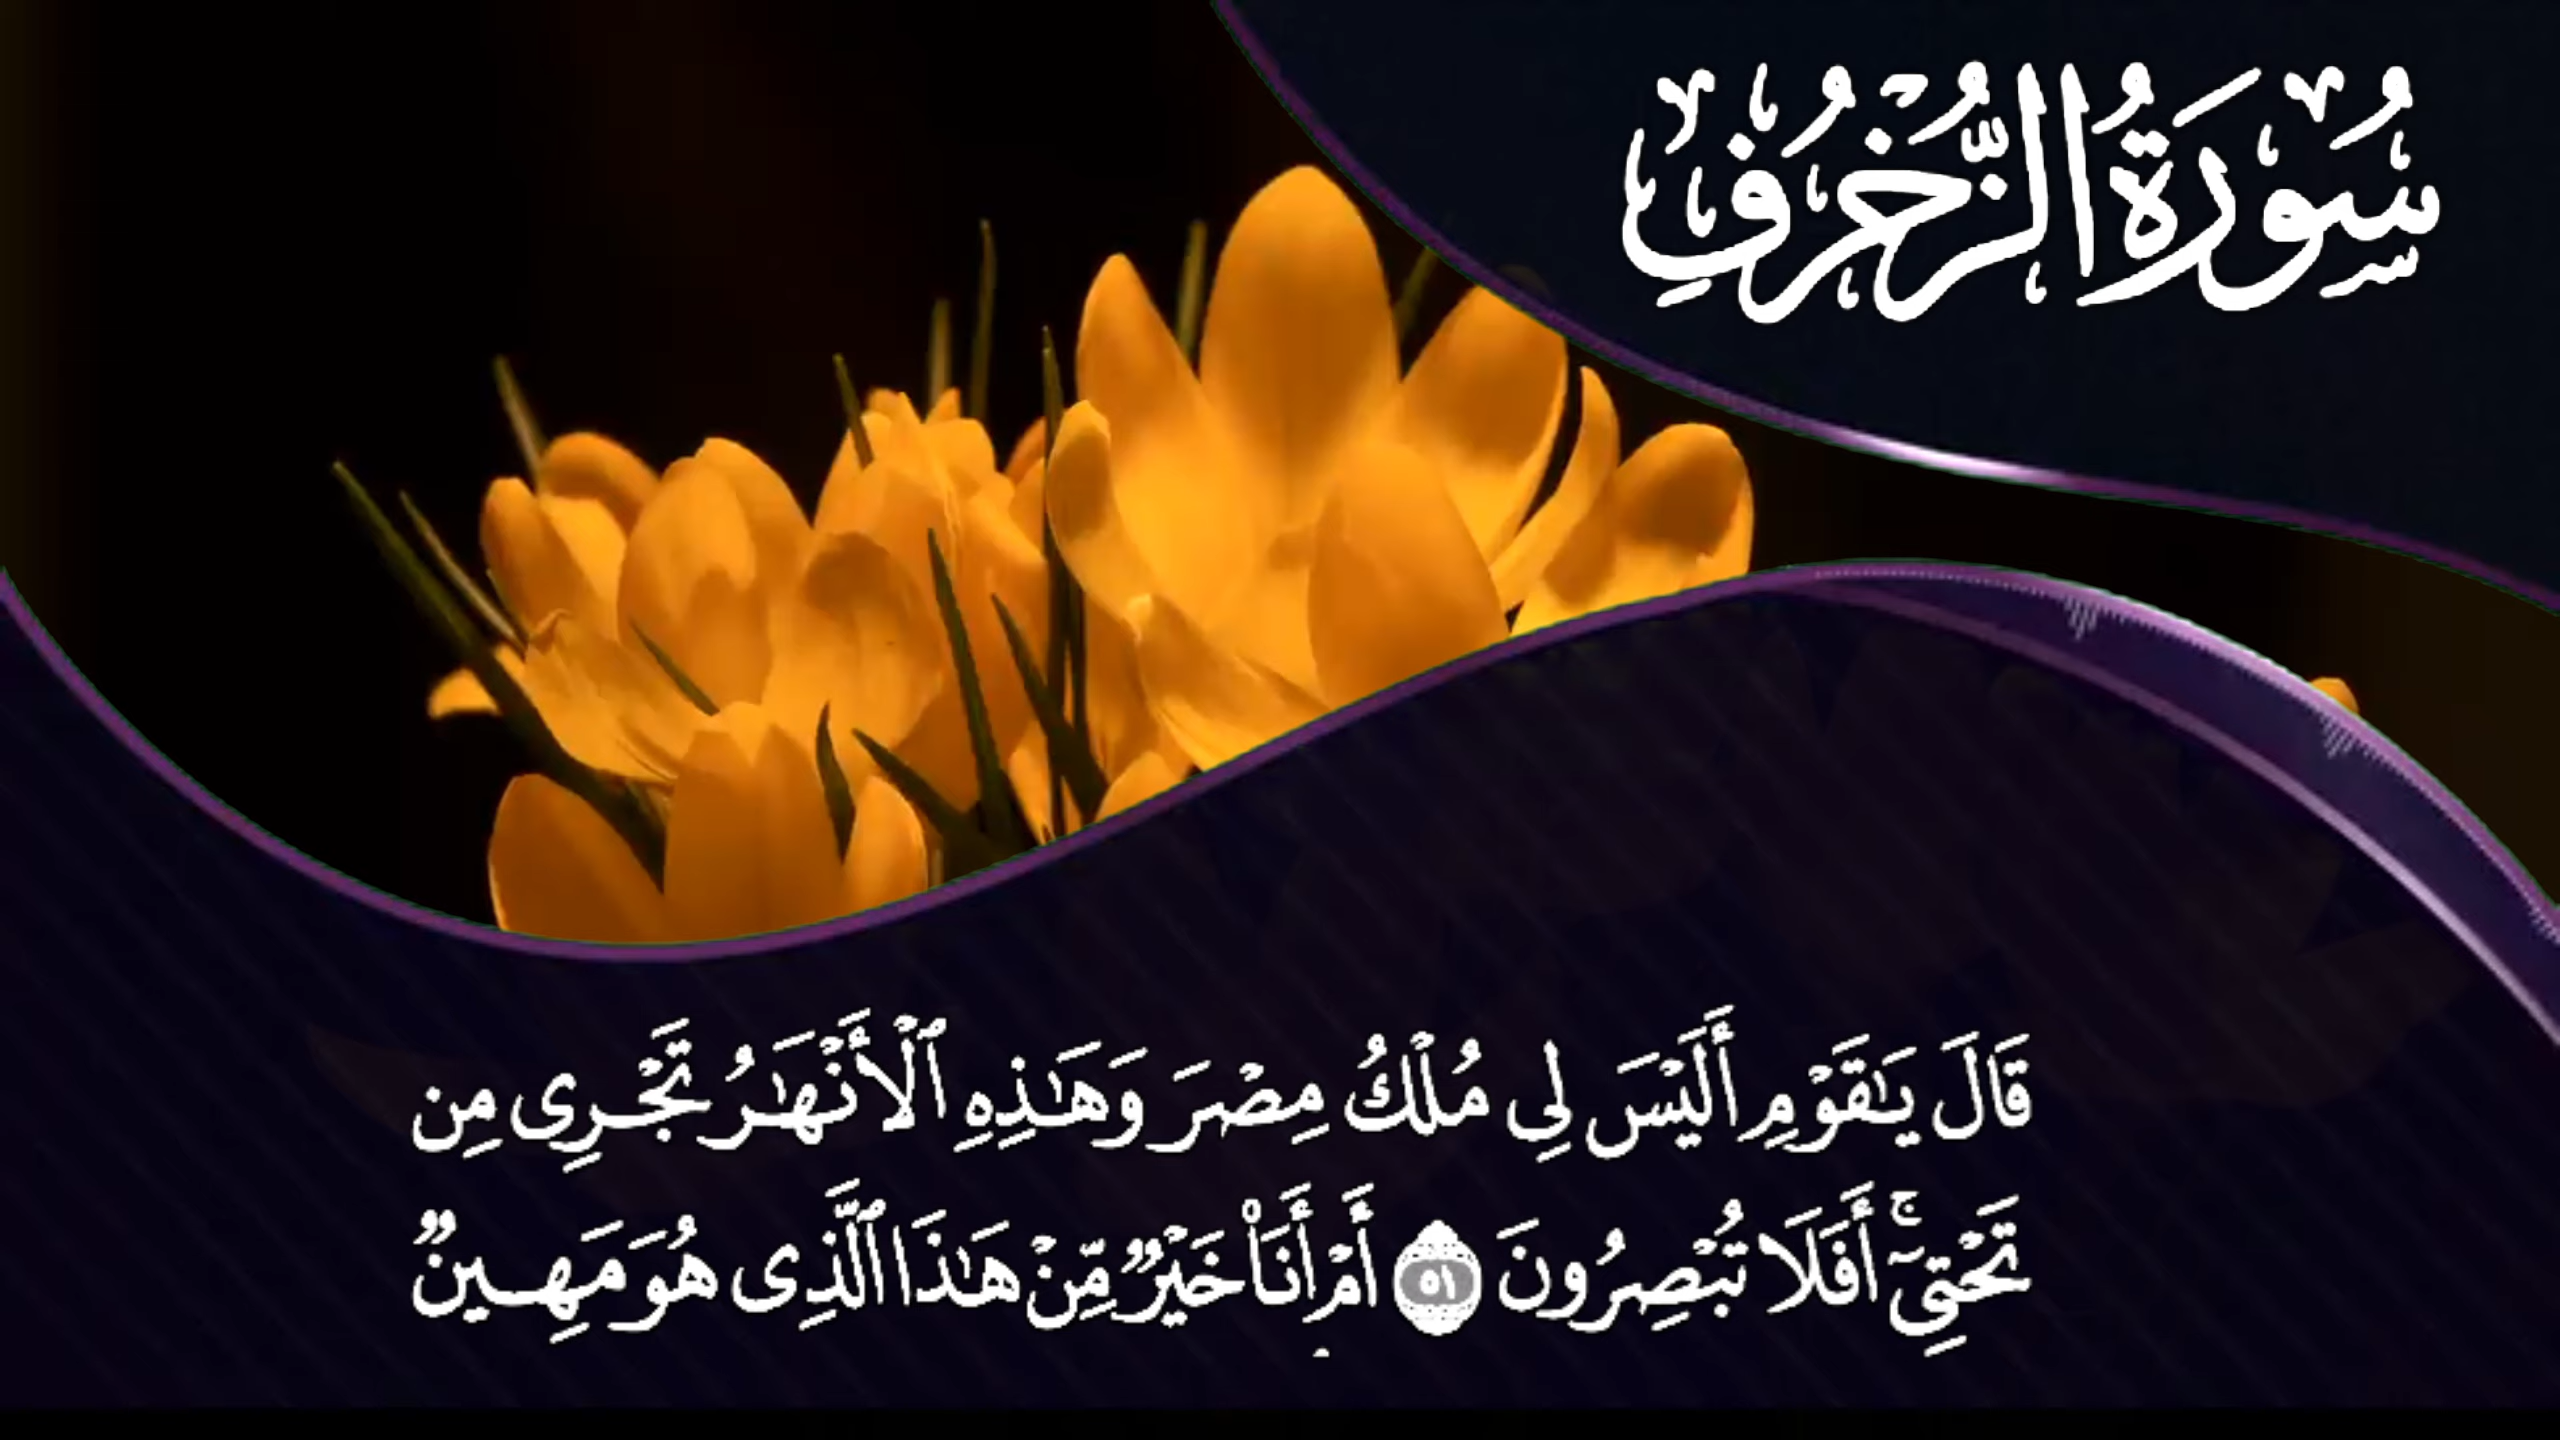 سُورَةُ الزُّخْرُفِ
قَالَ يَـٰقَوْمِ أَلَيْسَ لِى مُلْكُ مِصْرَ وَهَـٰذِهِ ٱلْأَنْهَـٰرُ تَجْرِى مِن
تَحْتِىٓ ۚ أَفَلَا تُبْصِرُونَ ٥١ أَمْ أَنَا۠ خَيْرٌ مِّنْ هَـٰذَا ٱلَّذِى هُوَ مَهِينٌ